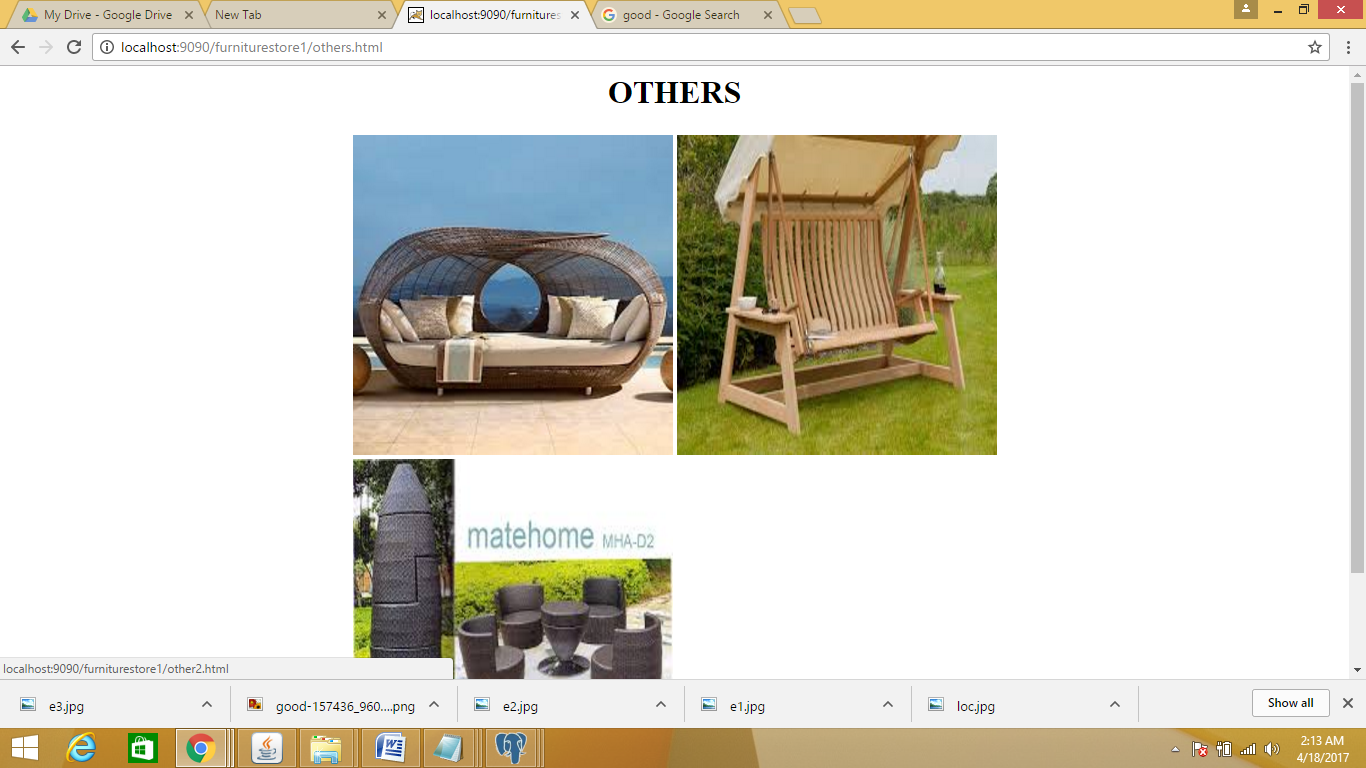 My Drive - Google Drive
New Tab
localhost:9090/furnitures
good - Google Search
localhost:9090/furniturestore1/others.html
OTHERS
matehome MHA-D2
localhost:9090/furniturestore1/other2.html
e3.jpg
good-157436_960....png
e2.jpg
e1.jpg
loc.jpg
Show all
2:13 AM
4/18/2017